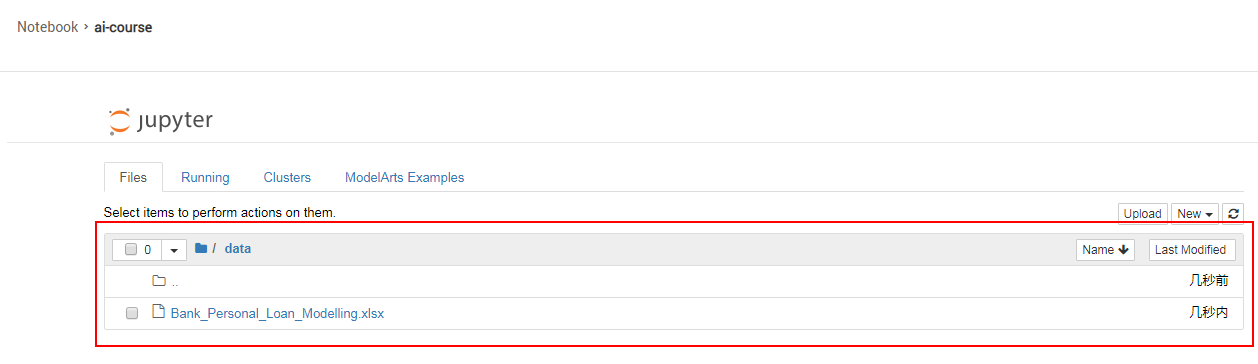 Notebook > ai-course
jupyter
Files Running Clusters ModelArts Examples
Select items to perform actions on them.
Upload New
0 / data Name Last Modified
.. 几秒前
Bank_Personal_Loan_Modelling.xlsx 几秒内